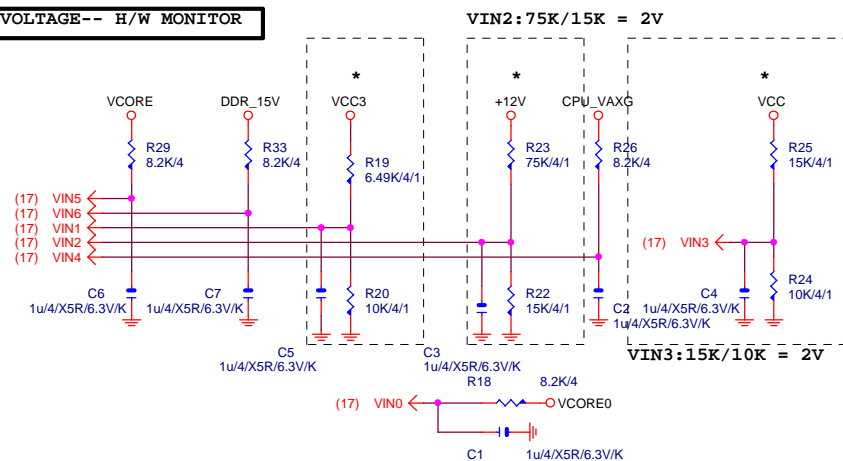 VOLTAGE-- H/W MONITOR
VIN2:75K/15K = 2V
*
*
*
VCORE
DDR_15V
VCC3
+12V
CPU_VAXG
VCC
R29
8.2K/4
R33
8.2K/4
R19
6.49K/4/1
R23
75K/4/1
R26
8.2K/4
R25
15K/4/1
(17) VIN5
(17) VIN6
(17) VIN1
(17) VIN2
(17) VIN4
(17) VIN3
C6
1u/4/X5R/6.3V/K
C7
1u/4/X5R/6.3V/K
R20
10K/4/1
R22
15K/4/1
C2
1u/4/X5R/6.3V/K
C4
1u/4/X5R/6.3V/K
R24
10K/4/1
C5
1u/4/X5R/6.3V/K
C3
1u/4/X5R/6.3V/K
VIN3:15K/10K = 2V
R18
8.2K/4
(17) VIN0
VCORE0
C1
1u/4/X5R/6.3V/K